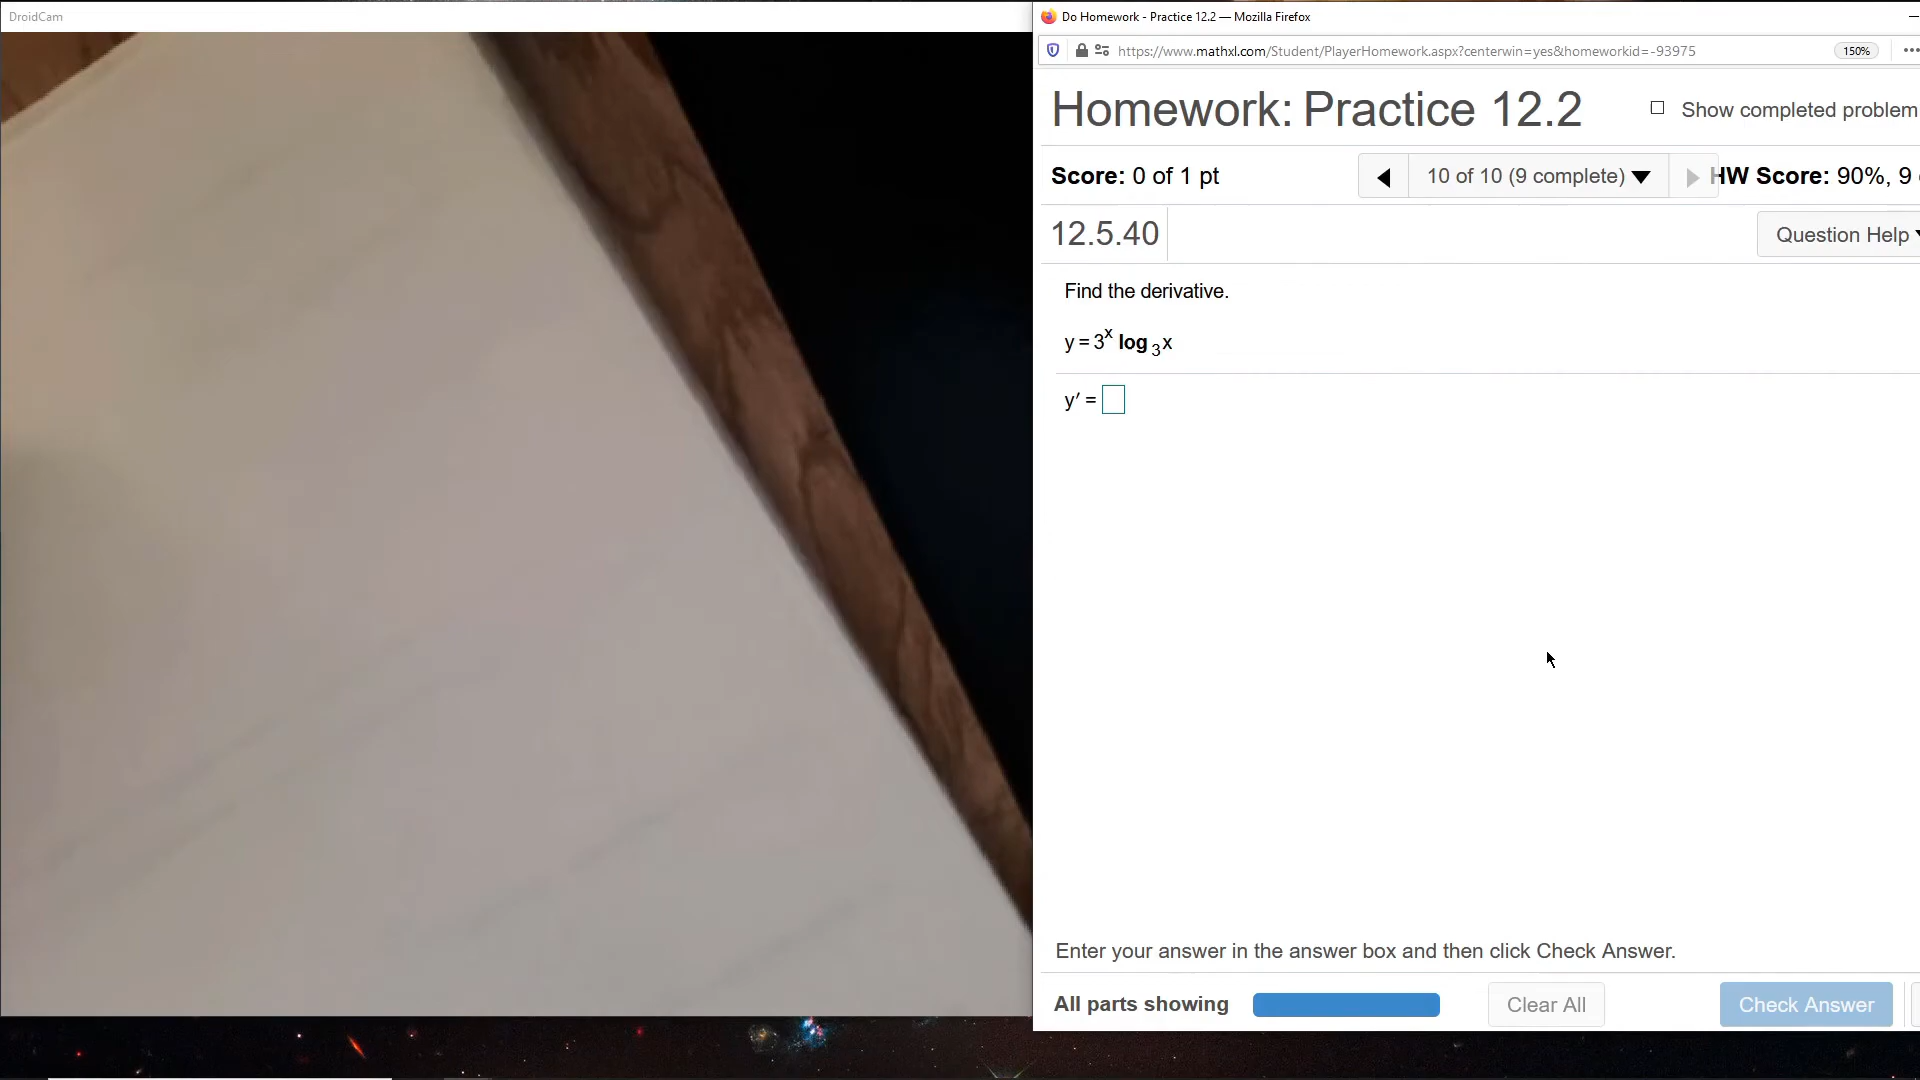 DroidCam
Do Homework - Practice 12.2 — Mozilla Firefox
https://www.mathxl.com/Student/PlayerHomework.aspx?centerwin=yes&homeworkid=-93975
150%
Homework: Practice 12.2
Show completed problem
Score: 0 of 1 pt
10 of 10 (9 complete)
HW Score: 90%, 9
12.5.40
Question Help
Find the derivative.
y = 3^x log_3 x
y′ =
Enter your answer in the answer box and then click Check Answer.
All parts showing
Clear All
Check Answer